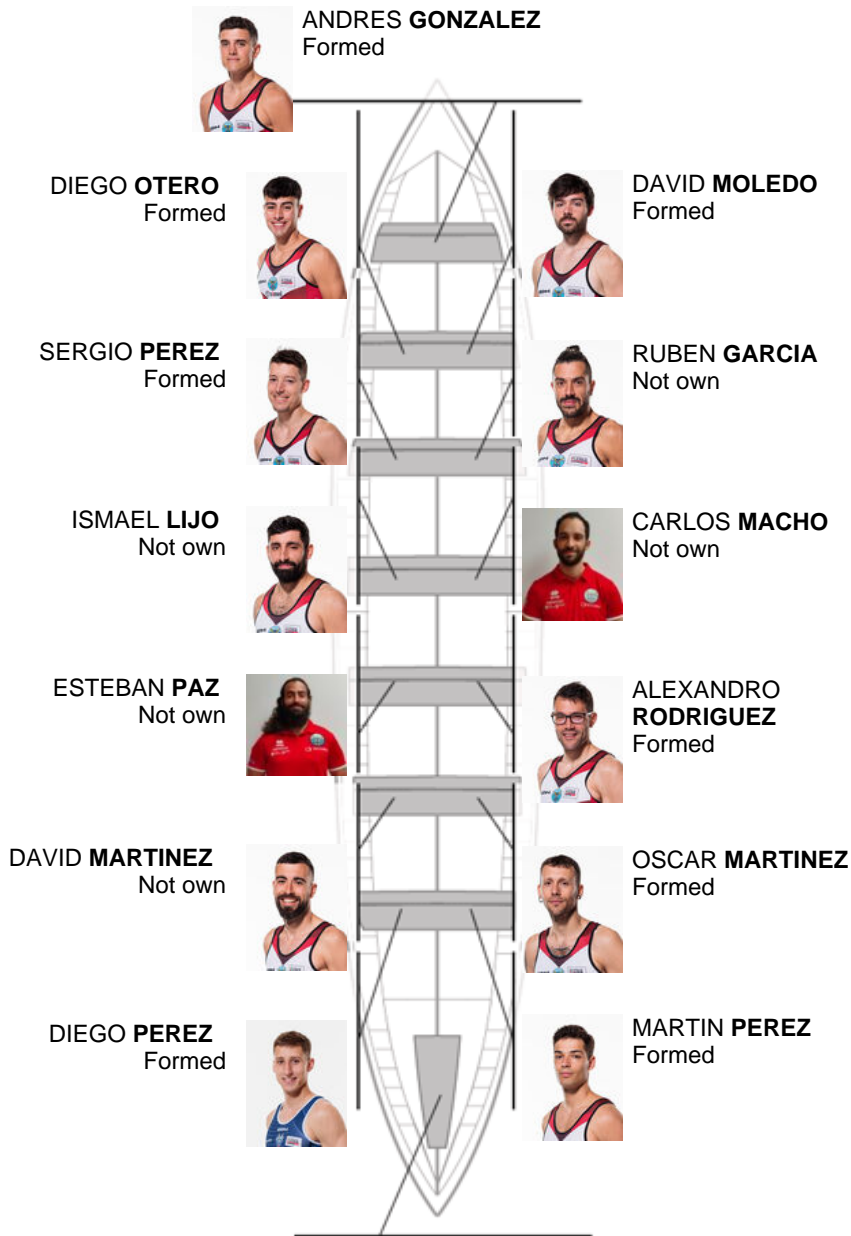 ANDRES GONZALEZ
Formed
DIEGO OTERO
Formed
DAVID MOLEDO
Formed
SERGIO PEREZ
Formed
RUBEN GARCIA
Not own
ISMAEL LIJO
Not own
CARLOS MACHO
Not own
ESTEBAN PAZ
Not own
ALEXANDRO
RODRIGUEZ
Formed
DAVID MARTINEZ
Not own
OSCAR MARTINEZ
Formed
DIEGO PEREZ
Formed
MARTIN PEREZ
Formed